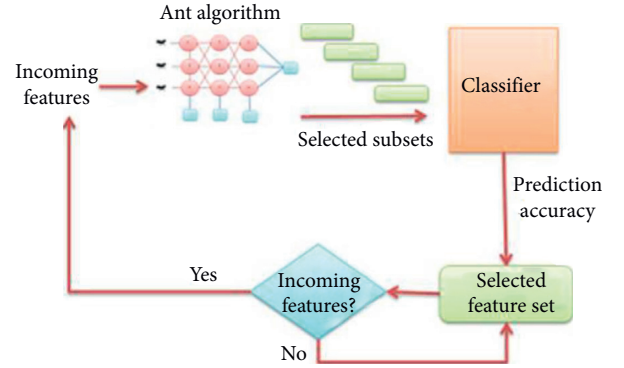 Ant algorithm
Incoming
features
Classifier
Selected subsets
Prediction
accuracy
Yes
Incoming
features?
Selected
feature set
No